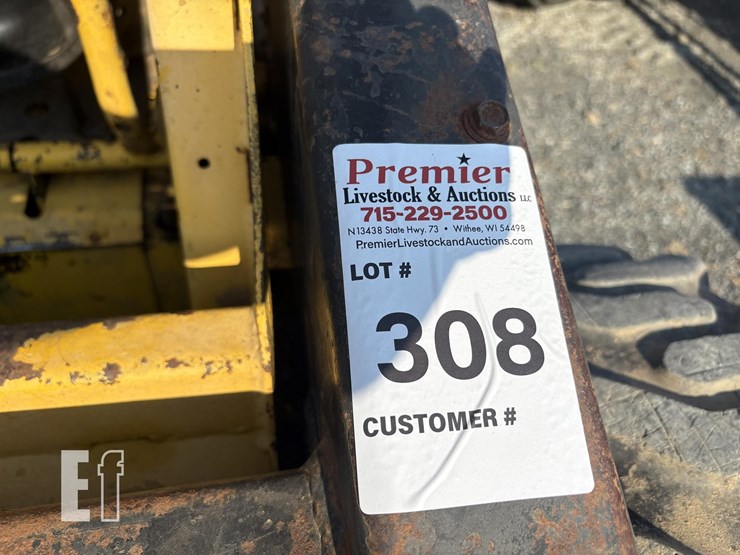 Premier
Livestock & Auctions LLC
715-229-2500
N13438 State Hwy. 73 • Withee, WI 54498
PremierLivestockandAuctions.com
LOT #
308
CUSTOMER #
Ef